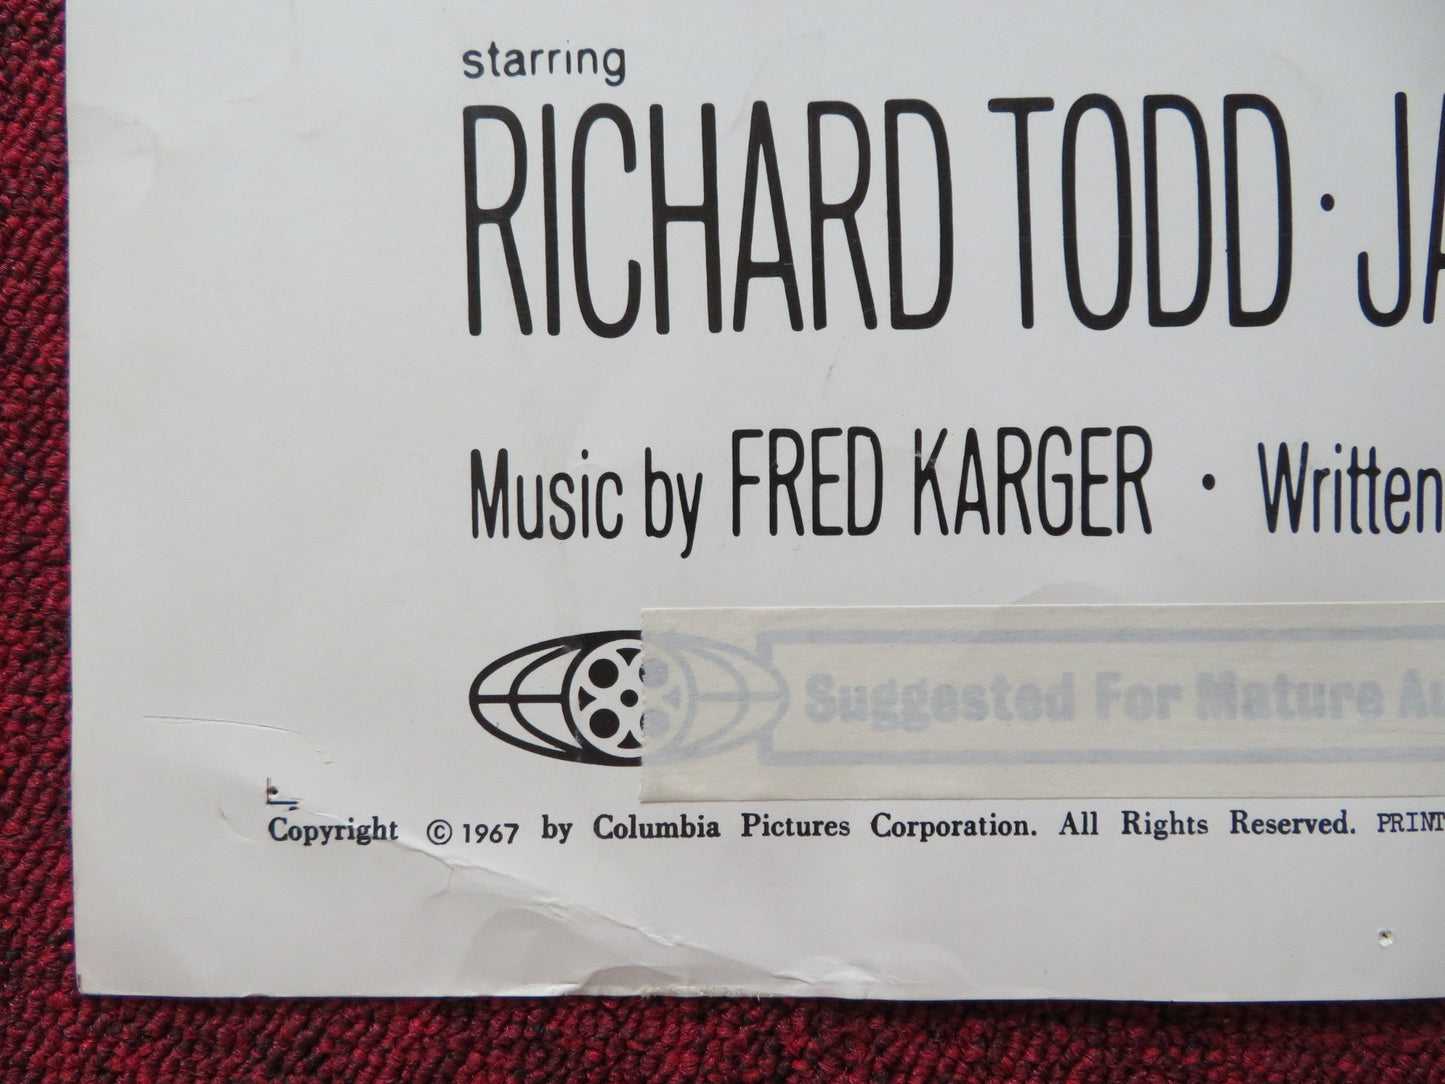 starring
RICHARD TODD · JA
Music by FRED KARGER · Written
Suggested For Mature Au
Copyright © 1967 by Columbia Pictures Corporation. All Rights Reserved. PRINT